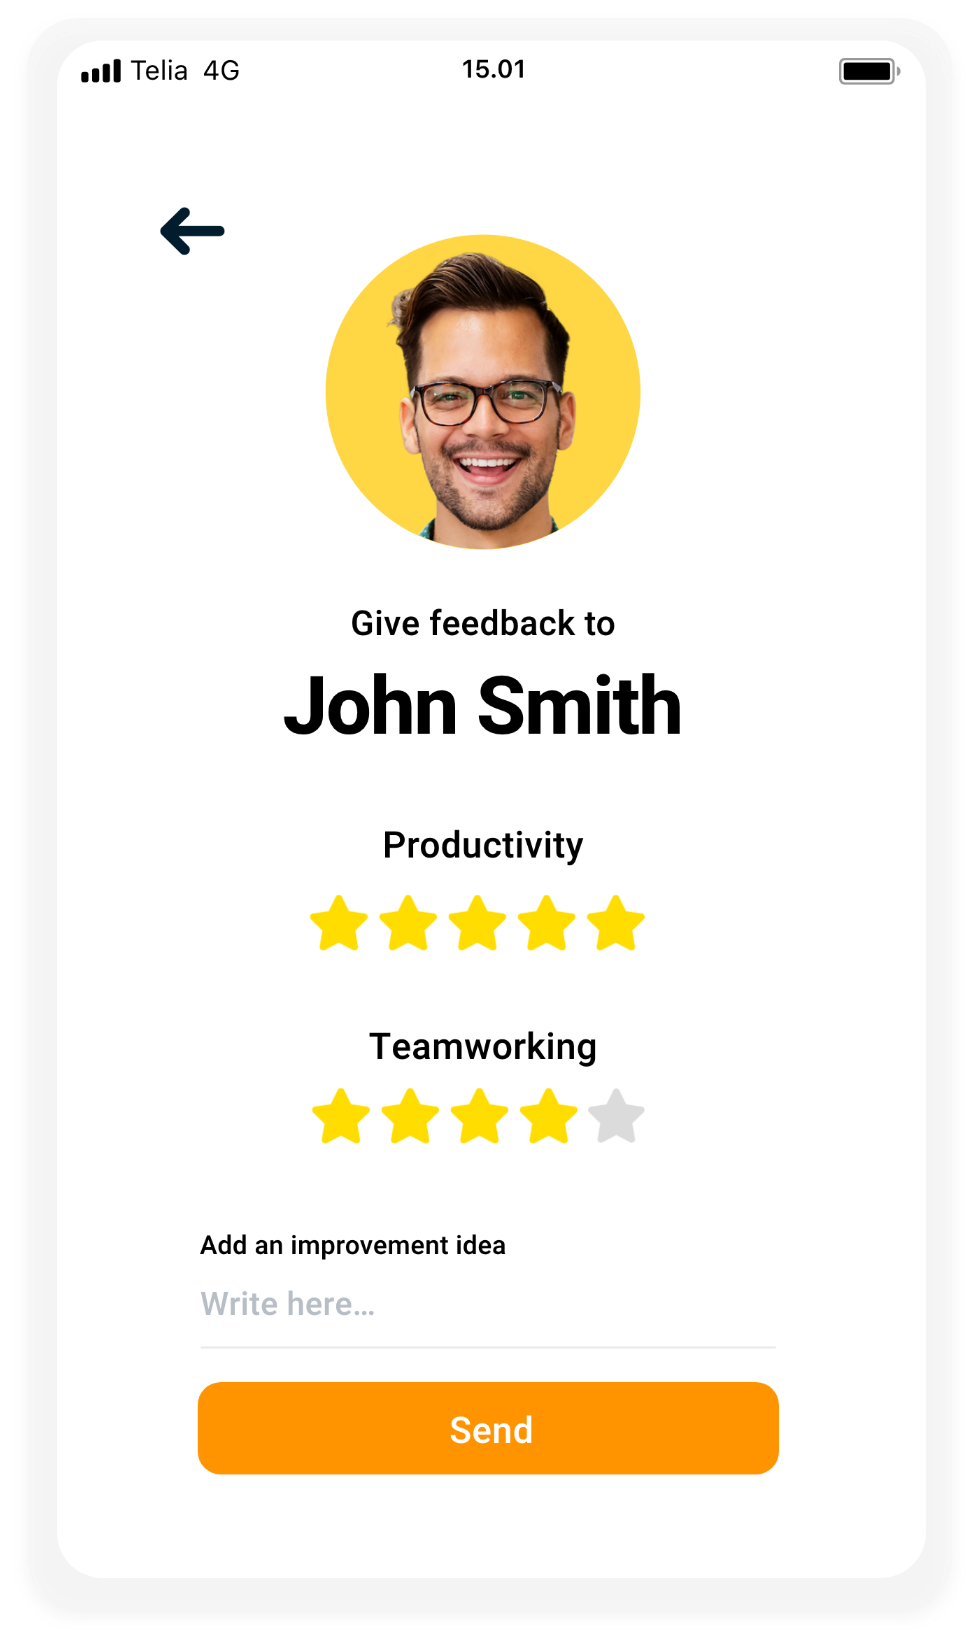 Telia 4G 15.01
Give feedback to
John Smith
Productivity
Teamworking
Add an improvement idea
Write here...
Send